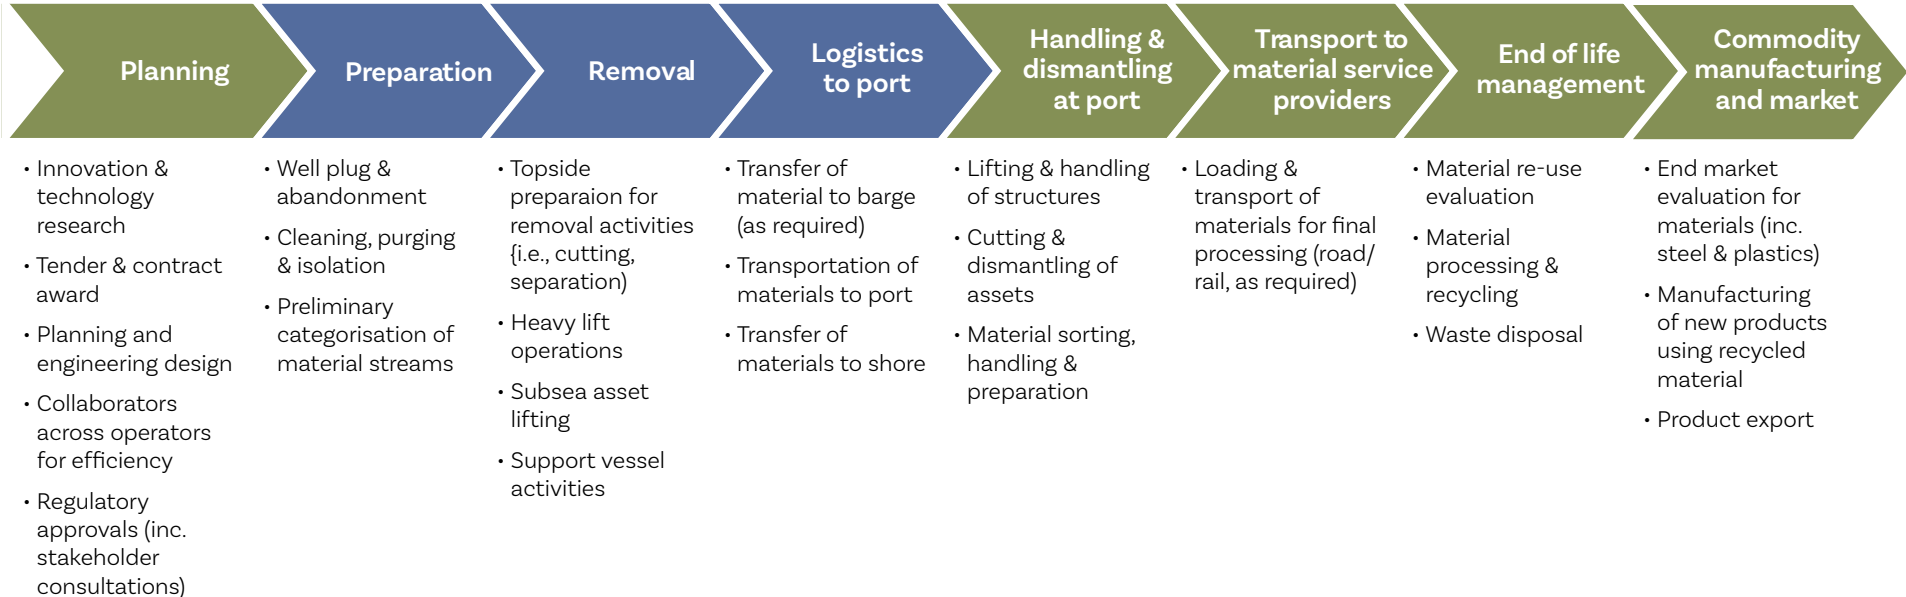 Planning
• Innovation &
technology
research
• Tender & contract
award
• Planning and
engineering design
• Collaborators
across operators
for efficiency
• Regulatory
approvals (inc.
stakeholder
consultations)
Preparation
• Well plug &
abandonment
• Cleaning, purging
& isolation
• Preliminary
categorisation of
material streams
Removal
• Topside
preparaion for
removal activities
{i.e., cutting,
separation)
• Heavy lift
operations
• Subsea asset
lifting
• Support vessel
activities
Logistics
to port
• Transfer of
material to barge
(as required)
• Transportation of
materials to port
• Transfer of
materials to shore
Handling &
dismantling
at port
• Lifting & handling
of structures
• Cutting &
dismantling of
assets
• Material sorting,
handling &
preparation
Transport to
material service
providers
• Loading &
transport of
materials for final
processing (road/
rail, as required)
End of life
management
• Material re-use
evaluation
• Material
processing &
recycling
• Waste disposal
Commodity
manufacturing
and market
• End market
evaluation for
materials (inc.
steel & plastics)
• Manufacturing
of new products
using recycled
material
• Product export